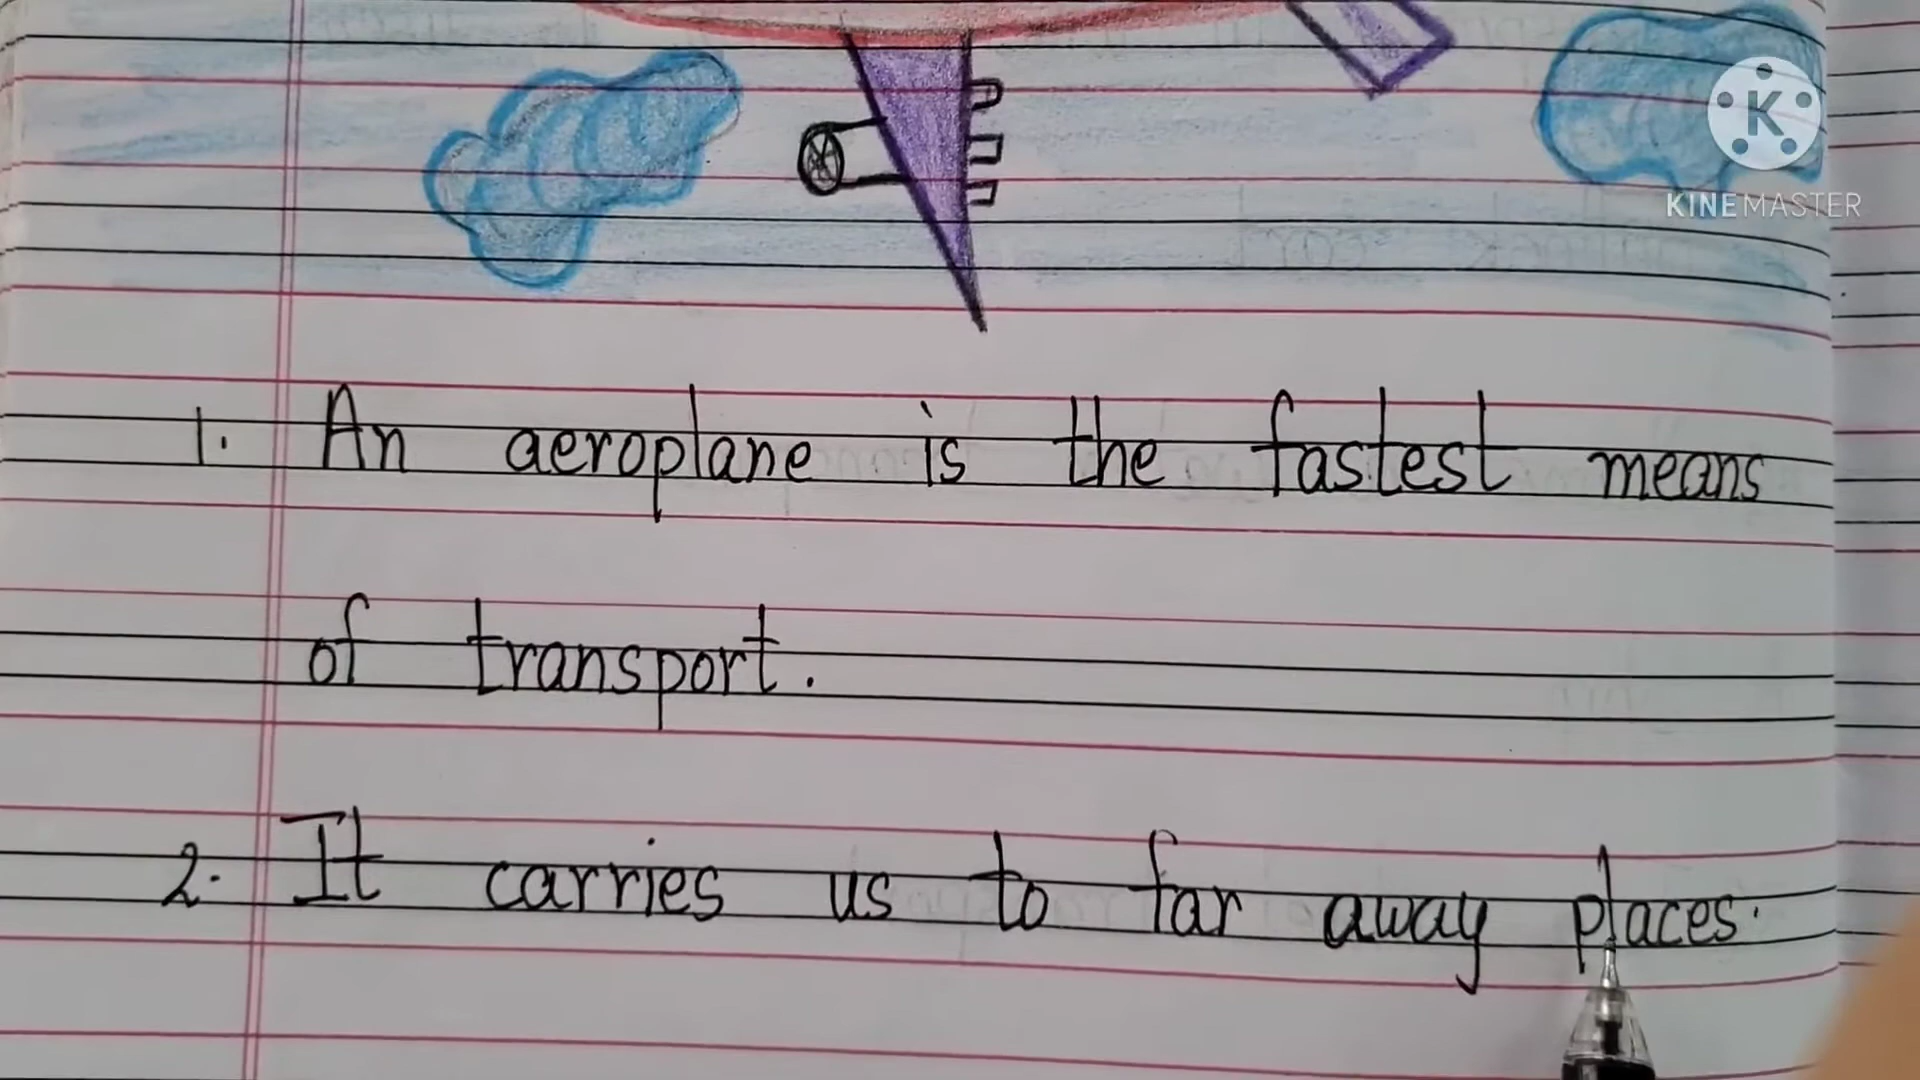 K
KINEMASTER
1. An aeroplane is the fastest means
of transport.
2. It carries us to far away places.